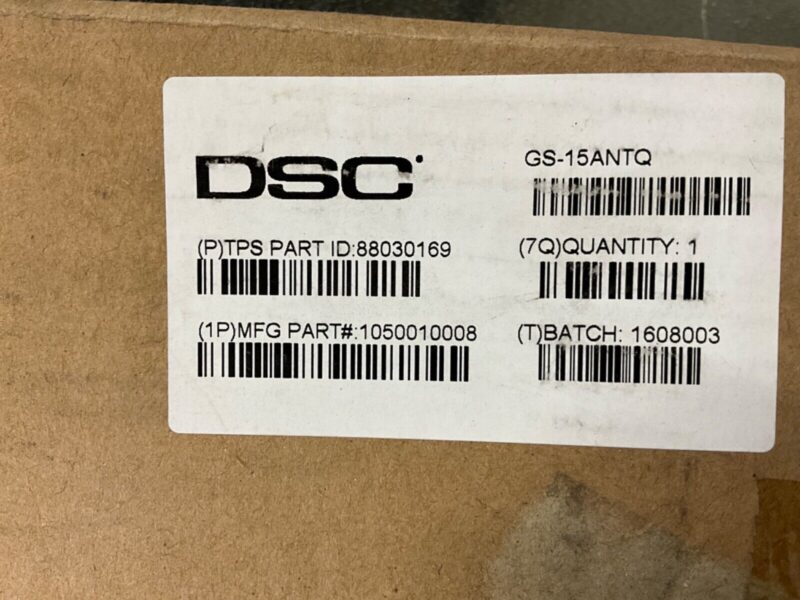 DSC
GS-15ANTQ
(P)TPS PART ID:88030169
(7Q)QUANTITY: 1
(1P)MFG PART#:1050010008
(T)BATCH: 1608003